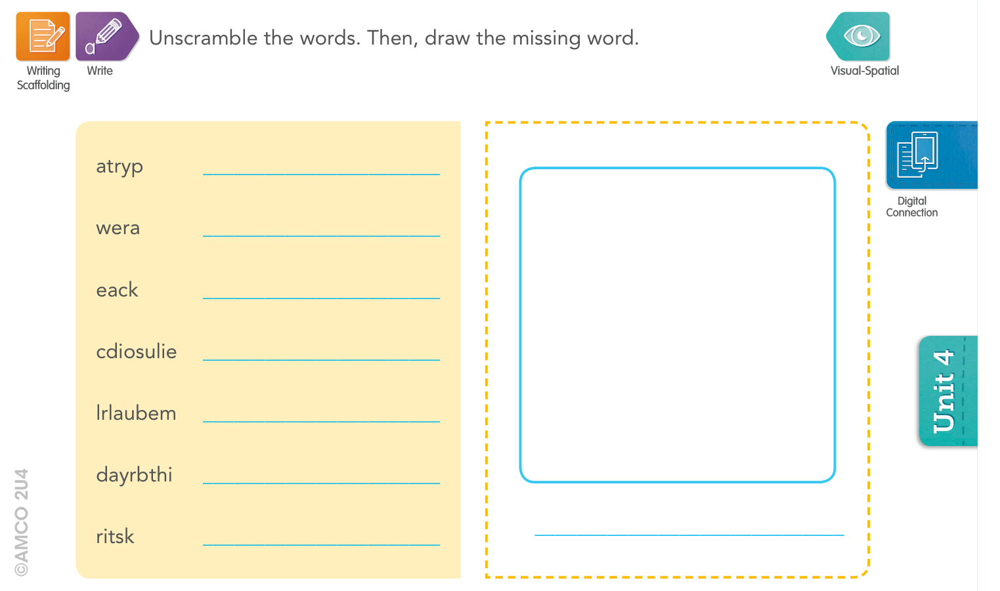 Unscramble the words. Then, draw the missing word.
Writing
Scaffolding
Write
a
Visual-Spatial
atryp
wera
eack
cdiosulie
lrlaubem
dayrbthi
ritsk
Digital
Connection
Unit 4
©AMCO 2U4